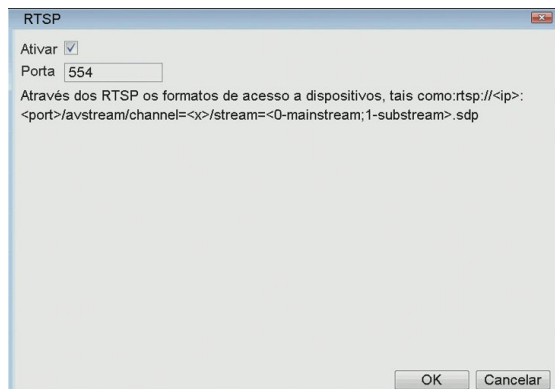 RTSP
Ativar
Porta 554
Através dos RTSP os formatos de acesso a dispositivos, tais como:rtsp://<ip>:
<port>/avstream/channel=<x>/stream=<0-mainstream;1-substream>.sdp
OK Cancelar